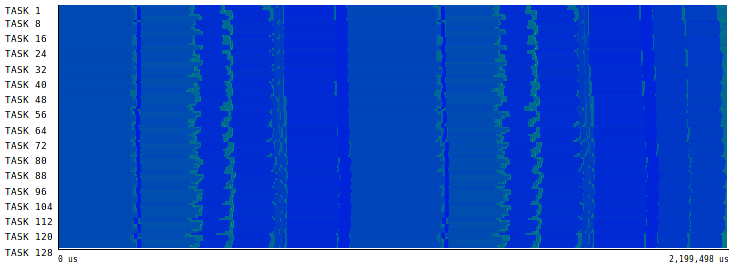 TASK 1
TASK 8
TASK 16
TASK 24
TASK 32
TASK 40
TASK 48
TASK 56
TASK 64
TASK 72
TASK 80
TASK 88
TASK 96
TASK 104
TASK 112
TASK 120
TASK 128
0 us
2,199,498 us